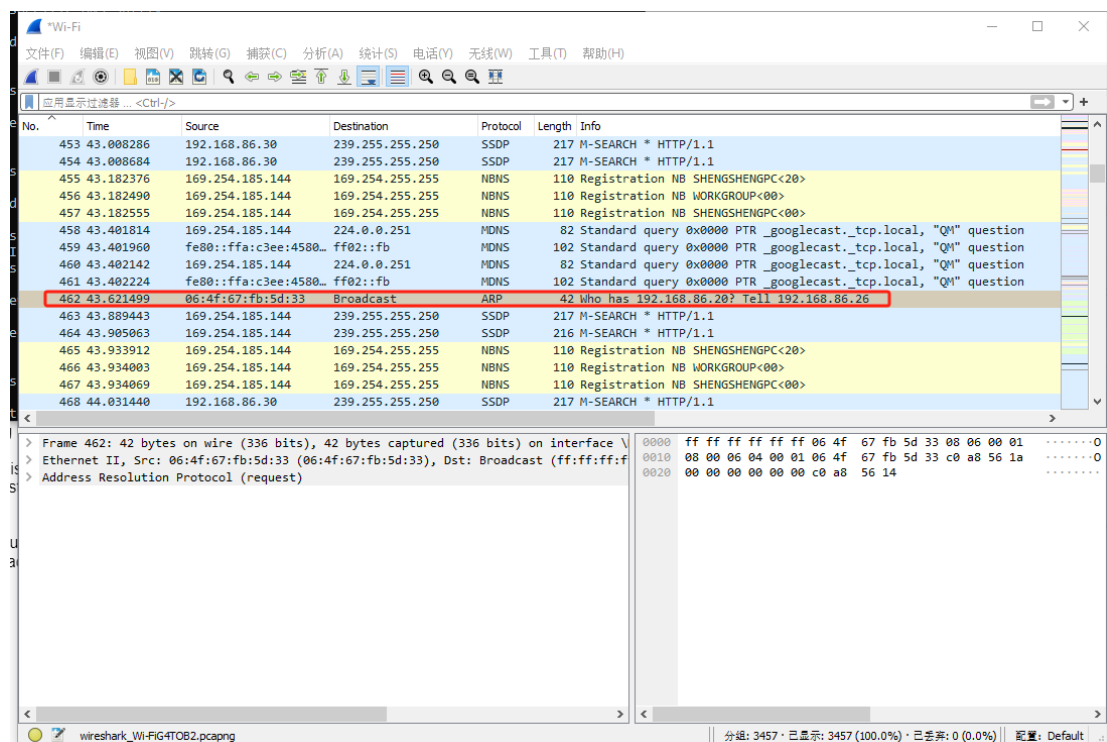 *Wi-Fi
文件(F) 编辑(E) 视图(V) 跳转(G) 捕获(C) 分析(A) 统计(S) 电话(Y) 无线(W) 工具(T) 帮助(H)
应用显示过滤器 … <Ctrl-/>
No. Time Source Destination Protocol Length Info
453 43.008286 192.168.86.30 239.255.255.250 SSDP 217 M-SEARCH * HTTP/1.1
454 43.008684 192.168.86.30 239.255.255.250 SSDP 217 M-SEARCH * HTTP/1.1
455 43.182376 169.254.185.144 169.254.255.255 NBNS 110 Registration NB SHENGSHENGPC<20>
456 43.182490 169.254.185.144 169.254.255.255 NBNS 110 Registration NB WORKGROUP<00>
457 43.182555 169.254.185.144 169.254.255.255 NBNS 110 Registration NB SHENGSHENGPC<00>
458 43.401814 169.254.185.144 224.0.0.251 MDNS 82 Standard query 0x0000 PTR _googlecast._tcp.local, "QM" question
459 43.401960 fe80::ffa:c3ee:4580… ff02::fb MDNS 102 Standard query 0x0000 PTR _googlecast._tcp.local, "QM" question
460 43.402142 169.254.185.144 224.0.0.251 MDNS 82 Standard query 0x0000 PTR _googlecast._tcp.local, "QM" question
461 43.402224 fe80::ffa:c3ee:4580… ff02::fb MDNS 102 Standard query 0x0000 PTR _googlecast._tcp.local, "QM" question
462 43.621499 06:4f:67:fb:5d:33 Broadcast ARP 42 Who has 192.168.86.20? Tell 192.168.86.26
463 43.889443 192.168.86.30 239.255.255.250 SSDP 217 M-SEARCH * HTTP/1.1
464 43.905063 192.168.86.30 239.255.255.250 SSDP 216 M-SEARCH * HTTP/1.1
465 43.933912 169.254.185.144 169.254.255.255 NBNS 110 Registration NB SHENGSHENGPC<20>
466 43.934003 169.254.185.144 169.254.255.255 NBNS 110 Registration NB WORKGROUP<00>
467 43.934069 169.254.185.144 169.254.255.255 NBNS 110 Registration NB SHENGSHENGPC<00>
468 44.031440 192.168.86.30 239.255.255.250 SSDP 217 M-SEARCH * HTTP/1.1
Frame 462: 42 bytes on wire (336 bits), 42 bytes captured (336 bits) on interface \
Ethernet II, Src: 06:4f:67:fb:5d:33 (06:4f:67:fb:5d:33), Dst: Broadcast (ff:ff:ff:f
Address Resolution Protocol (request)
0000 ff ff ff ff ff ff 06 4f 67 fb 5d 33 08 06 00 01 ·······O
0010 08 00 06 04 00 01 06 4f 67 fb 5d 33 c0 a8 56 1a ·······O
0020 00 00 00 00 00 00 c0 a8 56 14 ········
wireshark_Wi-FiG4TOB2.pcapng
分组: 3457 · 已显示: 3457 (100.0%) · 已丢弃: 0 (0.0%)
配置: Default